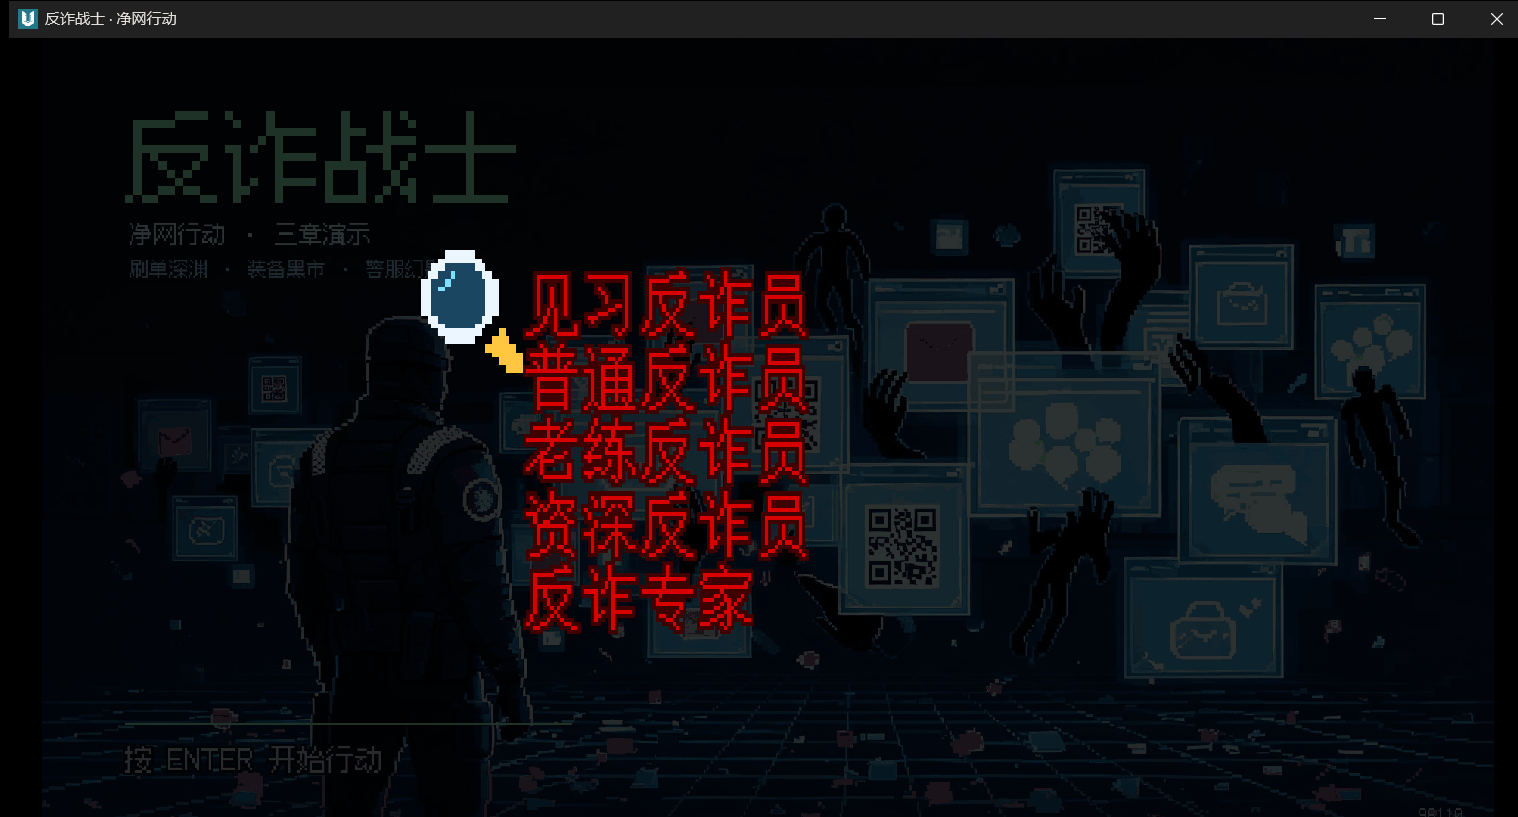 反诈战士 · 净网行动
反诈战士
净网行动 · 三章演示
刷单深渊 · 装备黑市 · 警服幻
见习反诈员
普通反诈员
老练反诈员
资深反诈员
反诈专家
按 ENTER 开始行动